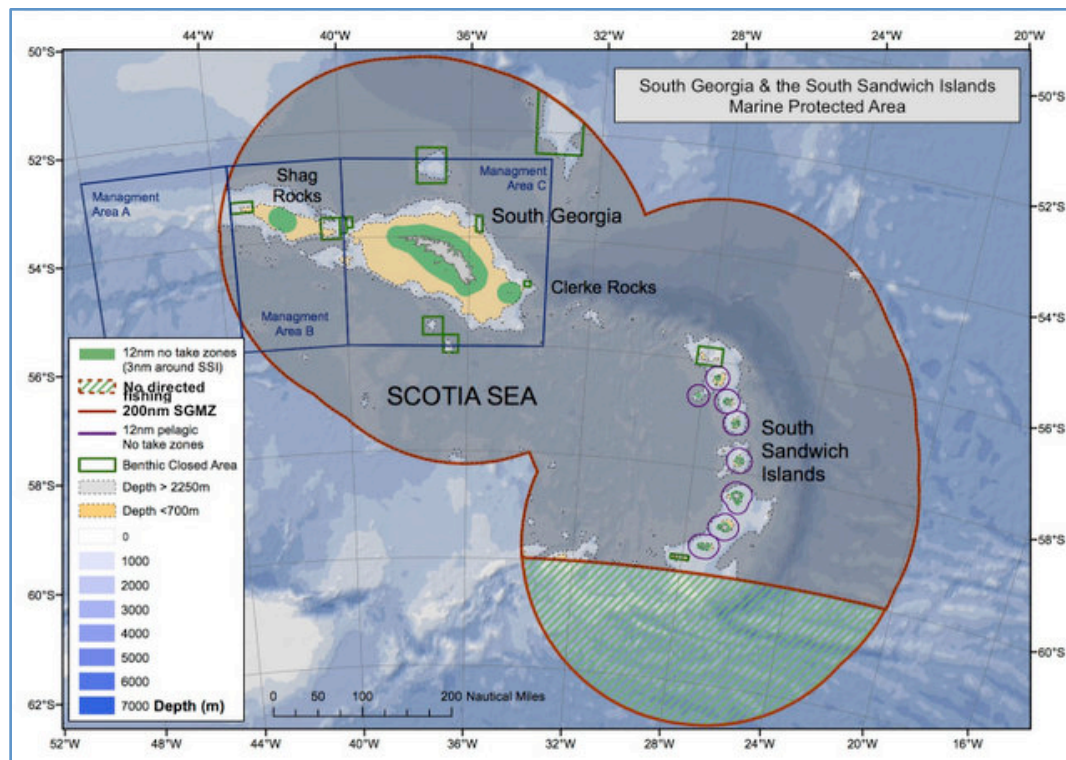 44°W
40°W
36°W
32°W
28°W
24°W
20°W
50°S
South Georgia & the South Sandwich Islands
Marine Protected Area
50°S
52°S
Managment
Area A
Shag
Rocks
Managment
Area C
South Georgia
52°S
54°S
Clerke Rocks
Managment
Area B
54°S
12nm no take zones
(3nm around SSI)
No directed
fishing
200nm SGMZ
12nm pelagic
No take zones
Benthic Closed Area
Depth > 2250m
Depth <700m
0
1000
2000
3000
4000
5000
6000
7000 Depth (m)
56°S
SCOTIA SEA
South
Sandwich
Islands
56°S
58°S
58°S
60°S
60°S
62°S
0 50 100 200 Nautical Miles
52°W
48°W
44°W
40°W
36°W
32°W
28°W
24°W
20°W
16°W